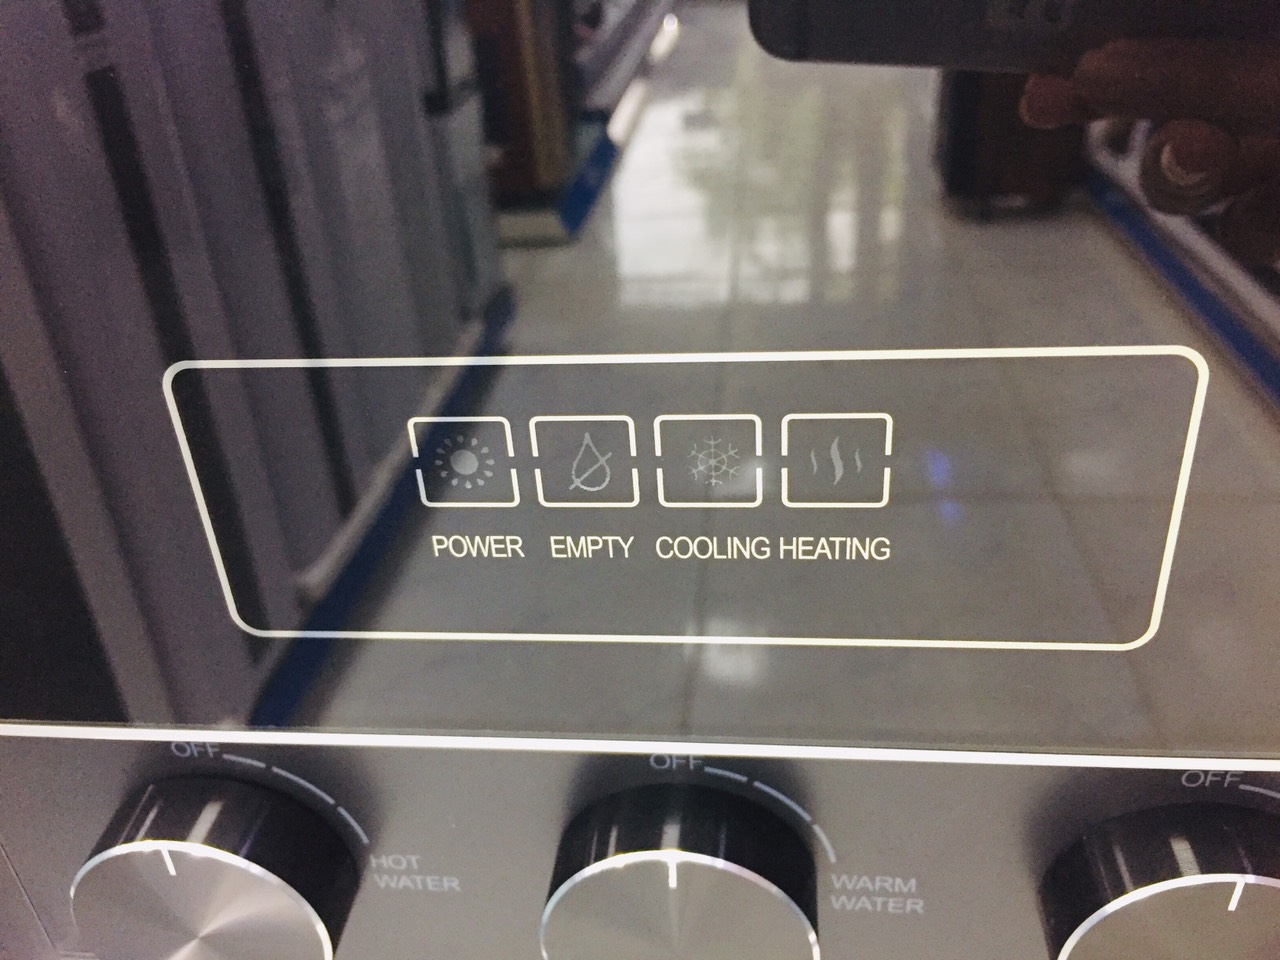 POWER EMPTY COOLING HEATING
OFF
OFF
OFF
HOT
WATER
WARM
WATER